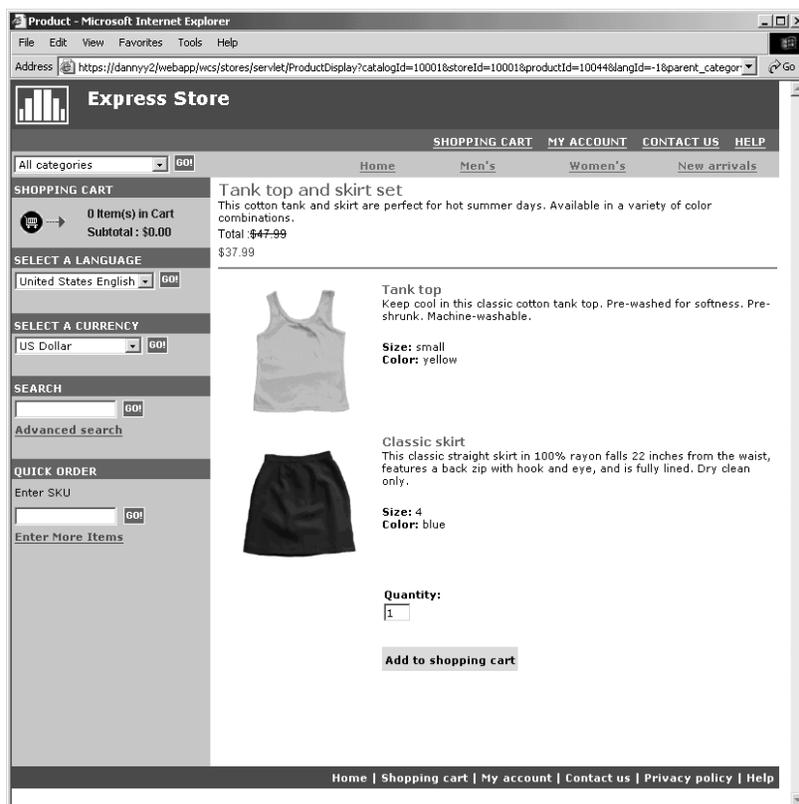 Product - Microsoft Internet Explorer
File Edit View Favorites Tools Help
Address https://dannyy2/webapp/wcs/stores/servlet/ProductDisplay?catalogId=10001&storeId=10001&productId=10044&langId=-1&parent_categor Go
Express Store
SHOPPING CART MY ACCOUNT CONTACT US HELP
All categories GO! Home Men's Women's New arrivals
SHOPPING CART
0 Item(s) in Cart
Subtotal : $0.00
SELECT A LANGUAGE
United States English GO!
SELECT A CURRENCY
US Dollar GO!
SEARCH
GO!
Advanced search
QUICK ORDER
Enter SKU
GO!
Enter More Items
Tank top and skirt set
This cotton tank and skirt are perfect for hot summer days. Available in a variety of color
combinations.
Total :$47.99
$37.99
Tank top
Keep cool in this classic cotton tank top. Pre-washed for softness. Pre-
shrunk. Machine-washable.
Size: small
Color: yellow
Classic skirt
This classic straight skirt in 100% rayon falls 22 inches from the waist,
features a back zip with hook and eye, and is fully lined. Dry clean
only.
Size: 4
Color: blue
Quantity:
1
Add to shopping cart
Home | Shopping cart | My account | Contact us | Privacy policy | Help